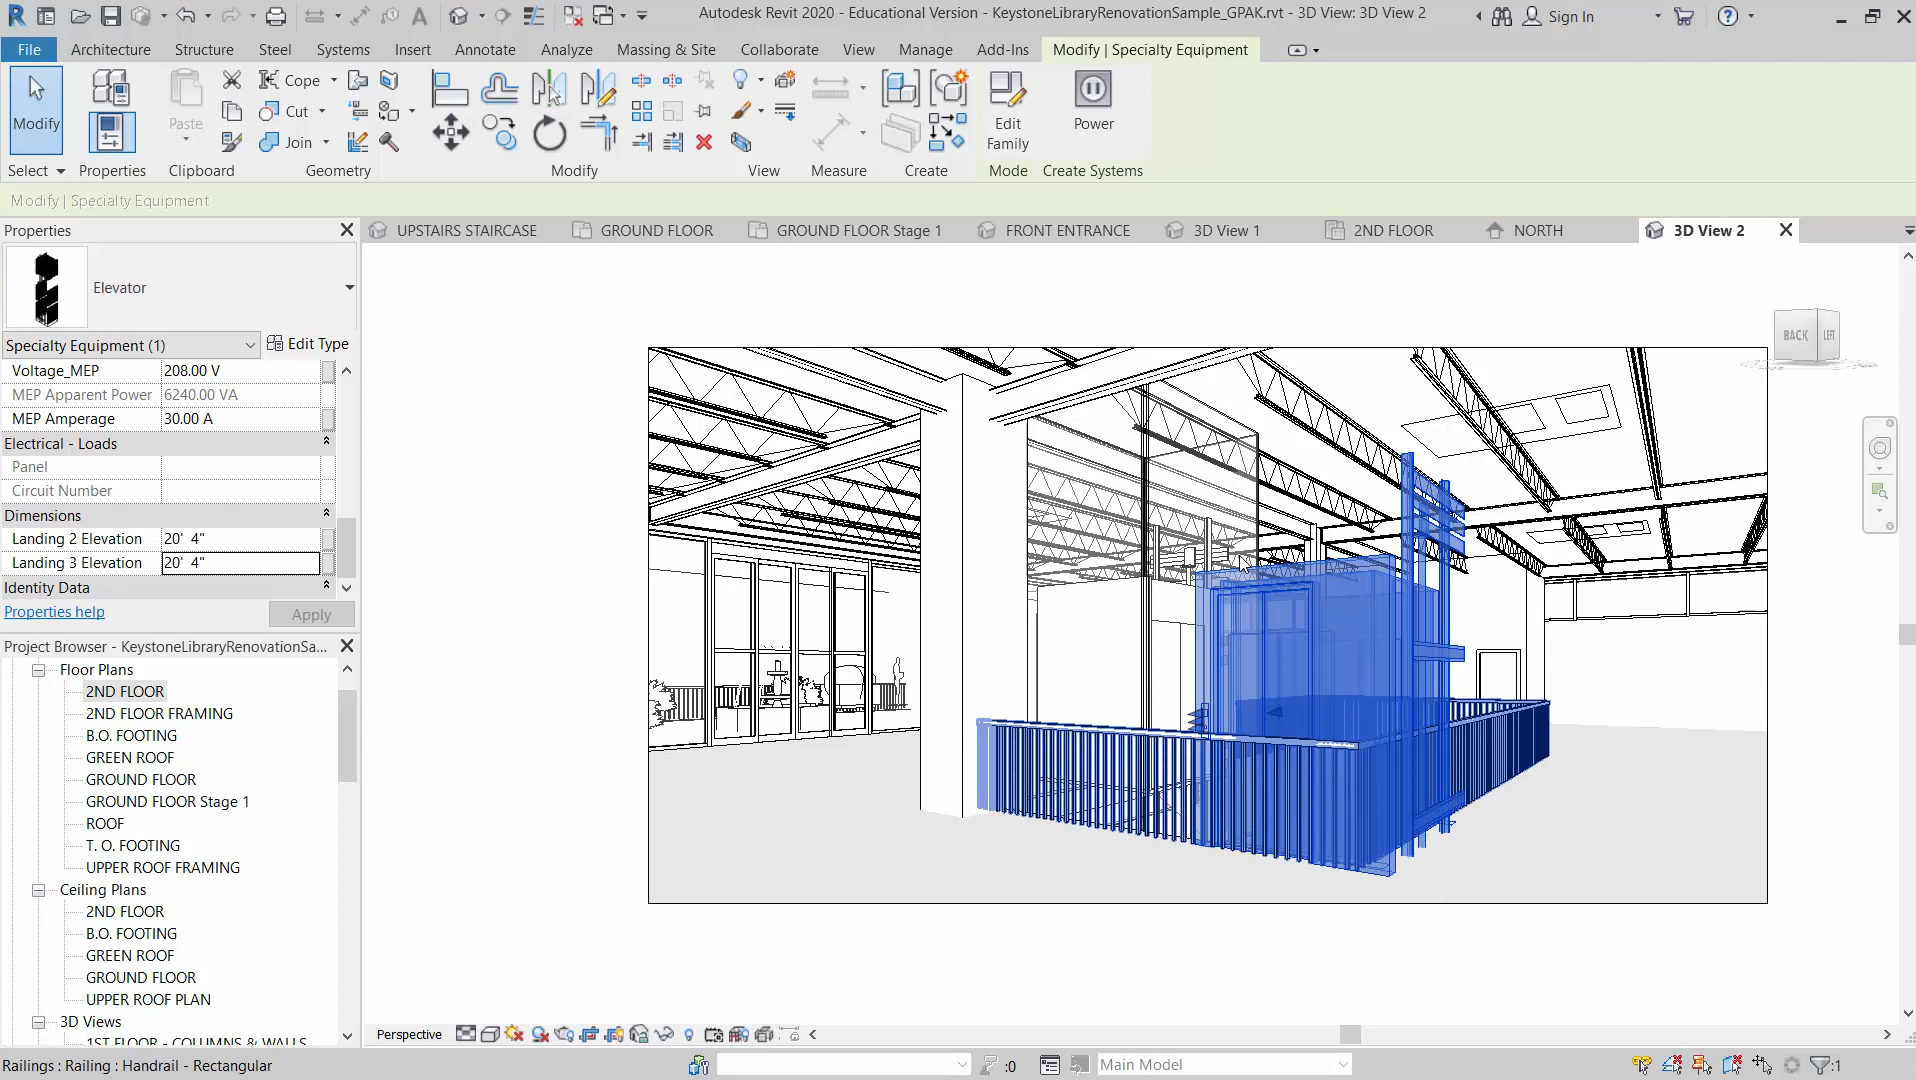 Autodesk Revit 2020 - Educational Version - KeystoneLibraryRenovationSample_GPAK.rvt - 3D View: 3D View 2
Sign In
File Architecture Structure Steel Systems Insert Annotate Analyze Massing & Site Collaborate View Manage Add-Ins Modify | Specialty Equipment
Modify Paste Cope Cut Join Edit Family Power
Select Properties Clipboard Geometry Modify View Measure Create Mode Create Systems
Modify | Specialty Equipment
Properties
UPSTAIRS STAIRCASE GROUND FLOOR GROUND FLOOR Stage 1 FRONT ENTRANCE 3D View 1 2ND FLOOR NORTH 3D View 2
Elevator
Specialty Equipment (1) Edit Type
Voltage_MEP 208.00 V
MEP Apparent Power 6240.00 VA
MEP Amperage 30.00 A
Electrical - Loads
Panel
Circuit Number
Dimensions
Landing 2 Elevation 20' 4"
Landing 3 Elevation 20' 4"
Identity Data
Properties help Apply
BACK LEFT
Project Browser - KeystoneLibraryRenovationSa...
Floor Plans
2ND FLOOR
2ND FLOOR FRAMING
B.O. FOOTING
GREEN ROOF
GROUND FLOOR
GROUND FLOOR Stage 1
ROOF
T. O. FOOTING
UPPER ROOF FRAMING
Ceiling Plans
2ND FLOOR
B.O. FOOTING
GREEN ROOF
GROUND FLOOR
UPPER ROOF PLAN
3D Views
1ST FLOOR - COLUMNS & WALLS
Perspective
Railings : Railing : Handrail - Rectangular :0 Main Model :1